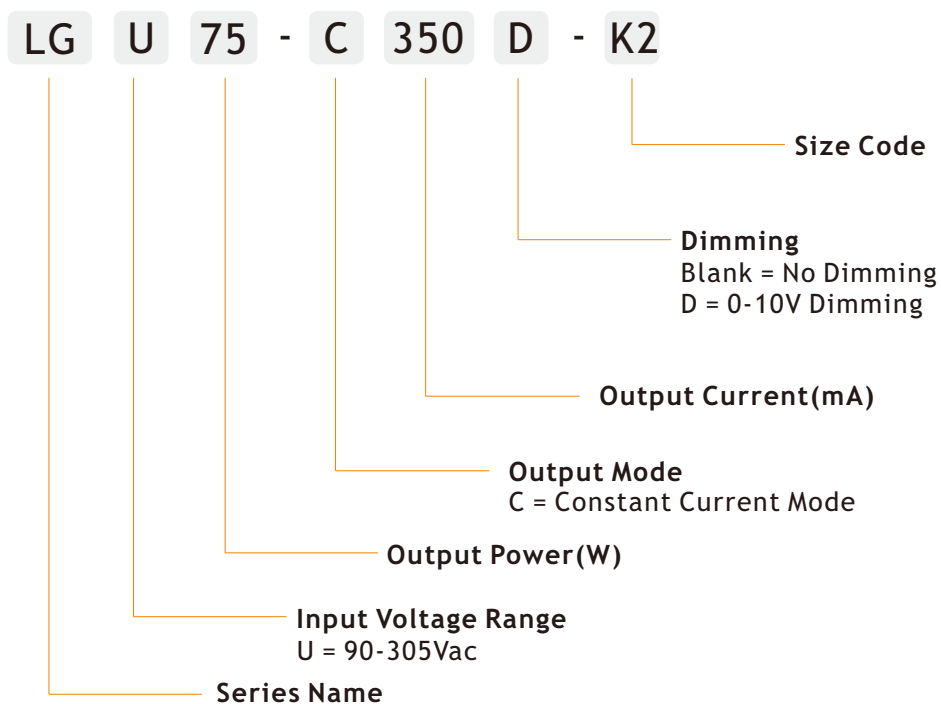 LG U 75 - C 350 D - K2
Size Code
Dimming
Blank = No Dimming
D = 0-10V Dimming
Output Current(mA)
Output Mode
C = Constant Current Mode
Output Power(W)
Input Voltage Range
U = 90-305Vac
Series Name